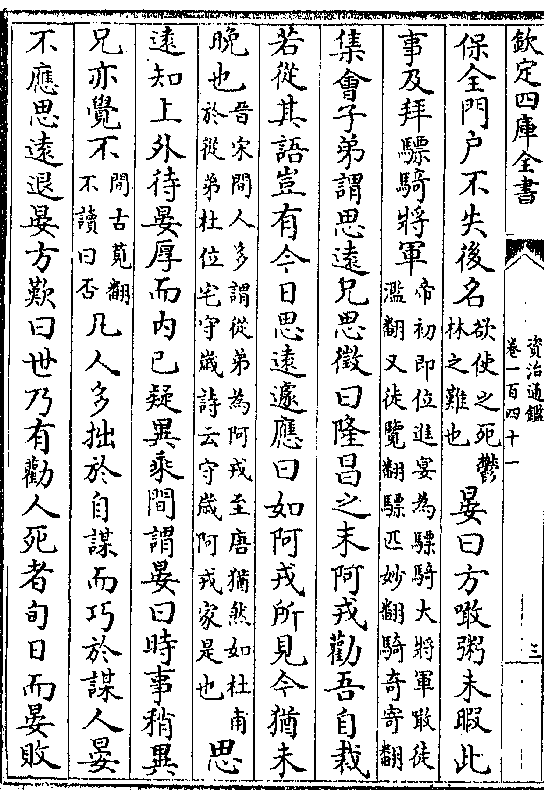 欽定四庫全書
資治通鑑
卷一百四十一
三
保全門户不失後名欲使之死鬱林之難也晏曰方噉粥未暇此
事及拜驃騎將軍帝初即位進宴為驃騎大將軍敢徒濫翻又徒覽翻驃匹妙翻騎奇寄翻
集會子弟謂思遠兄思徴曰隆昌之末阿戎勸吾自裁
若從其語豈有今日思遠遽應曰如阿戎所見今猶未
晚也晉宋間人多謂從弟為阿戎至唐猶然如杜甫於從弟杜位宅守嵗詩云守嵗阿戎家是也思
遠知上外待晏厚而内已疑異乘間謂晏曰時事稍異
兄亦覺不間古莧翻不讀曰否凡人多拙於自謀而巧於謀人晏
不應思遠退晏方歎曰世乃有勸人死者旬日而晏敗